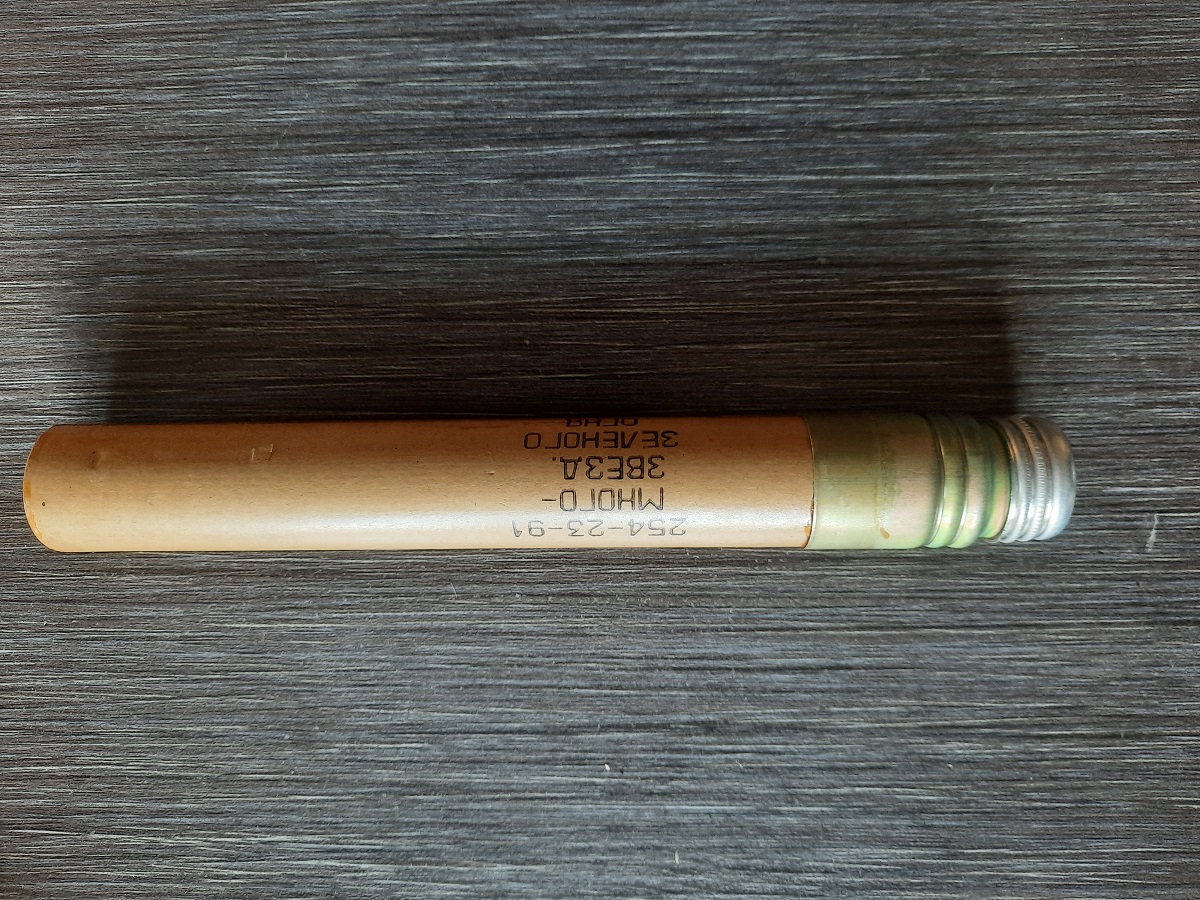 254-23-91
МНОГО-
ЗВЕЗД.
ЗЕЛЕНОГО
ОГНЯ